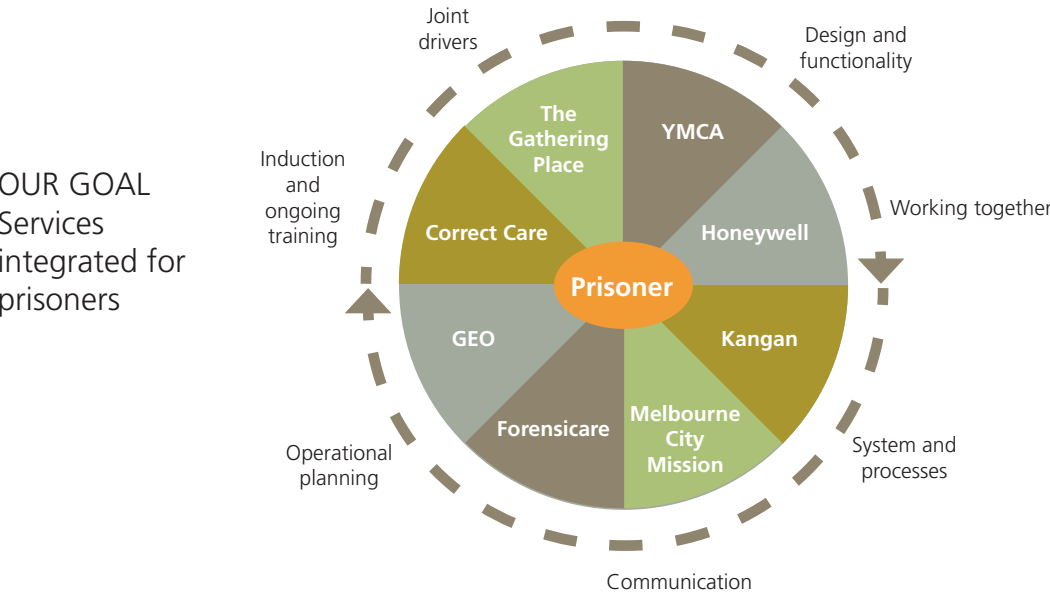 OUR GOAL
Services
integrated for
prisoners
Joint
drivers
Design and
functionality
Working together
System and
processes
Communication
Operational
planning
Induction
and
ongoing
training
The
Gathering
Place
YMCA
Honeywell
Kangan
Melbourne
City
Mission
Forensicare
GEO
Correct Care
Prisoner